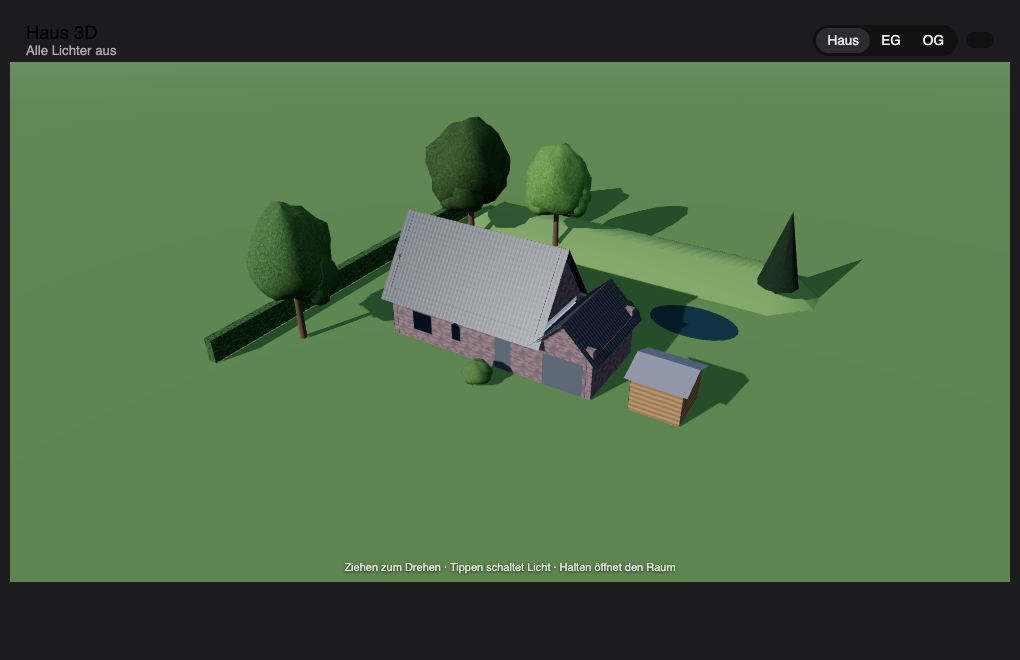 Haus 3D
Alle Lichter aus
Haus EG OG
Ziehen zum Drehen · Tippen schaltet Licht · Halten öffnet den Raum